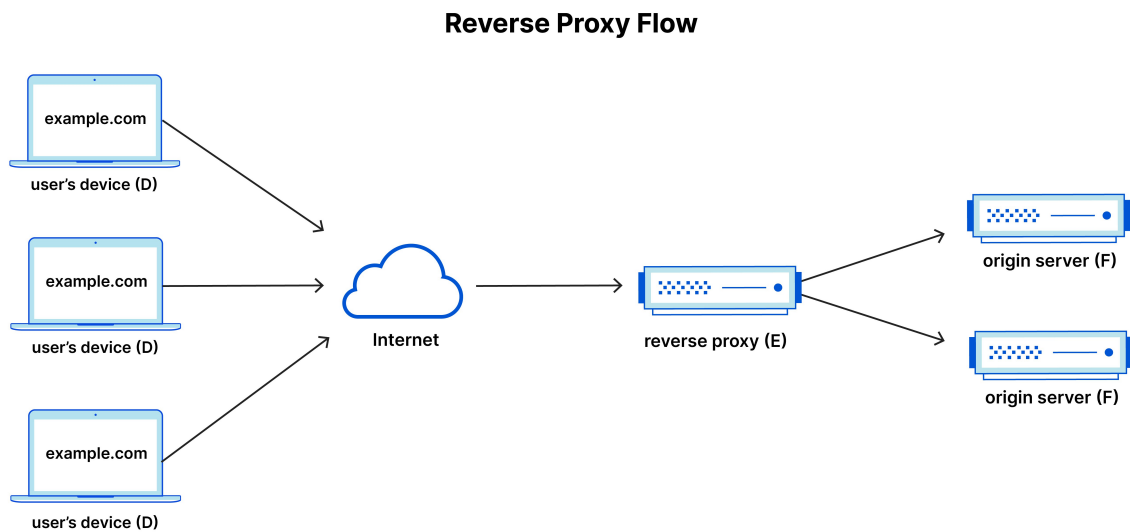 Reverse Proxy Flow
example.com
user’s device (D)
example.com
user’s device (D)
example.com
user’s device (D)
Internet
reverse proxy (E)
origin server (F)
origin server (F)